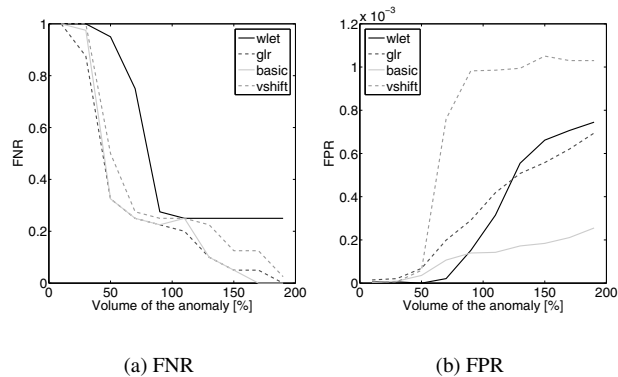 1
0.8
0.6
0.4
0.2
0
FNR
wlet
glr
basic
vshift
0 50 100 150 200
Volume of the anomaly [%]
(a) FNR
x 10⁻³
1.2
1
0.8
0.6
0.4
0.2
0
FPR
wlet
glr
basic
vshift
0 50 100 150 200
Volume of the anomaly [%]
(b) FPR